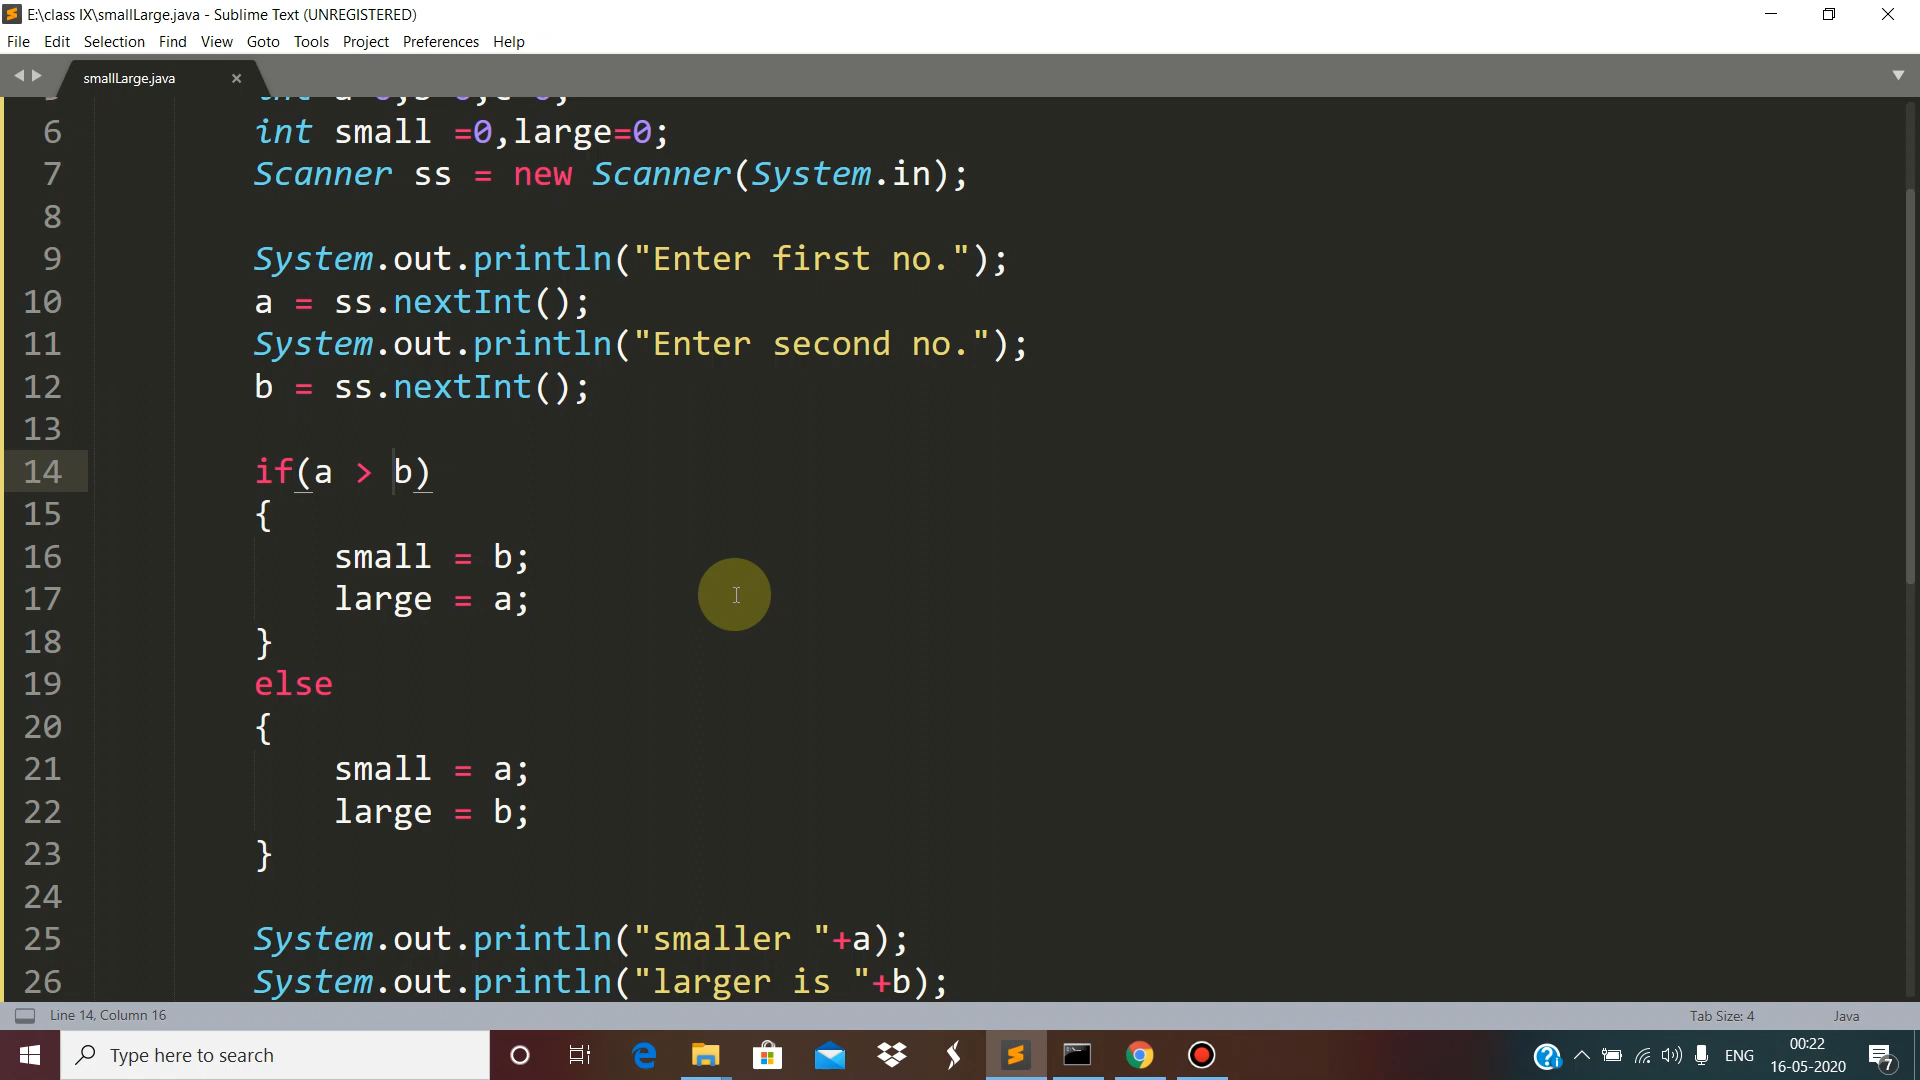 E:\class IX\smallLarge.java - Sublime Text (UNREGISTERED)
File Edit Selection Find View Goto Tools Project Preferences Help
smallLarge.java
6 int small =0,large=0;
7 Scanner ss = new Scanner(System.in);
8
9 System.out.println("Enter first no.");
10 a = ss.nextInt();
11 System.out.println("Enter second no.");
12 b = ss.nextInt();
13
14 if(a > b)
15 {
16 small = b;
17 large = a;
18 }
19 else
20 {
21 small = a;
22 large = b;
23 }
24
25 System.out.println("smaller "+a);
26 System.out.println("larger is "+b);
Line 14, Column 16 Tab Size: 4 Java
Type here to search ENG 00:22
16-05-2020 7